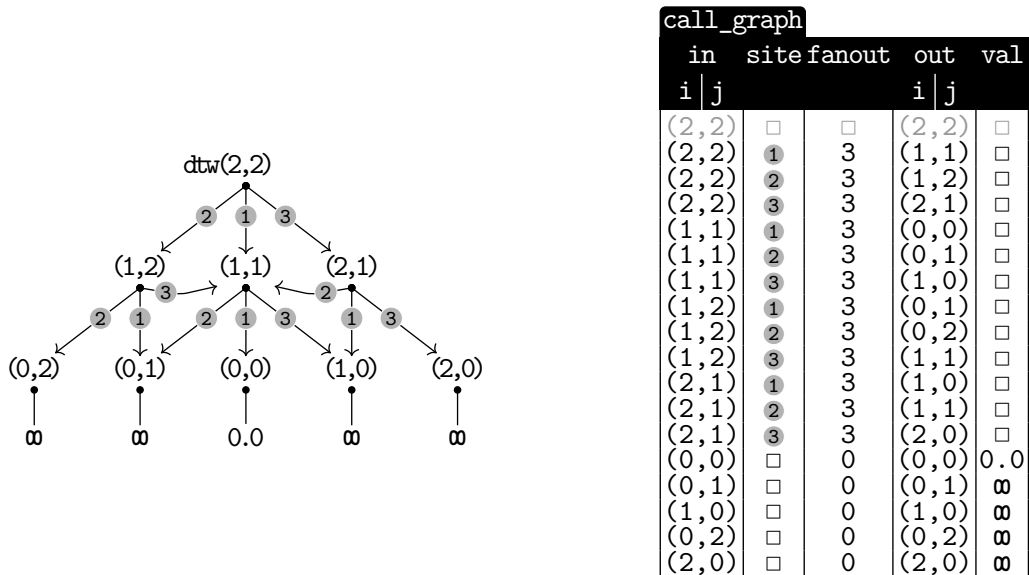 dtw(2,2)
2 1 3
(1,2) (1,1) (2,1)
3 2
2 1 2 1 3 1 3
(0,2) (0,1) (0,0) (1,0) (2,0)
∞ ∞ 0.0 ∞ ∞
call_graph
in site fanout out val
i j i j
(2,2) □ □ (2,2) □
(2,2) 1 3 (1,1) □
(2,2) 2 3 (1,2) □
(2,2) 3 3 (2,1) □
(1,1) 1 3 (0,0) □
(1,1) 2 3 (0,1) □
(1,1) 3 3 (1,0) □
(1,2) 1 3 (0,1) □
(1,2) 2 3 (0,2) □
(1,2) 3 3 (1,1) □
(2,1) 1 3 (1,0) □
(2,1) 2 3 (1,1) □
(2,1) 3 3 (2,0) □
(0,0) □ 0 (0,0) 0.0
(0,1) □ 0 (0,1) ∞
(1,0) □ 0 (1,0) ∞
(0,2) □ 0 (0,2) ∞
(2,0) □ 0 (2,0) ∞